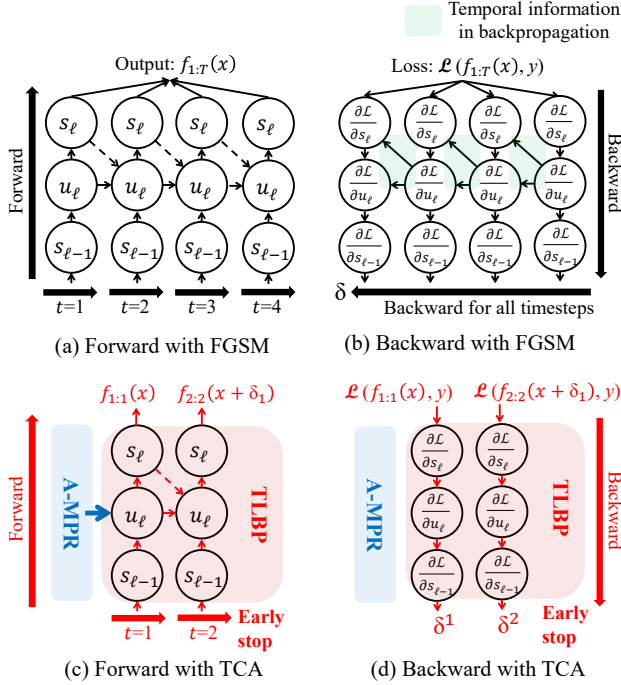 Temporal information
in backpropagation
Output: f₁:T(x)
Loss: ℒ(f₁:T(x), y)
Forward
sℓ sℓ sℓ sℓ
uℓ uℓ uℓ uℓ
sℓ₋₁ sℓ₋₁ sℓ₋₁ sℓ₋₁
t=1 t=2 t=3 t=4
(a) Forward with FGSM
∂ℒ/∂sℓ ∂ℒ/∂sℓ ∂ℒ/∂sℓ ∂ℒ/∂sℓ
∂ℒ/∂uℓ ∂ℒ/∂uℓ ∂ℒ/∂uℓ ∂ℒ/∂uℓ
∂ℒ/∂sℓ₋₁ ∂ℒ/∂sℓ₋₁ ∂ℒ/∂sℓ₋₁ ∂ℒ/∂sℓ₋₁
Backward
δ
Backward for all timesteps
(b) Backward with FGSM
f₁:₁(x) f₂:₂(x + δ₁)
Forward
A-MPR
sℓ sℓ
uℓ uℓ
sℓ₋₁ sℓ₋₁
TLBP
t=1 t=2
Early
stop
(c) Forward with TCA
ℒ(f₁:₁(x), y) ℒ(f₂:₂(x + δ₁), y)
A-MPR
∂ℒ/∂sℓ ∂ℒ/∂sℓ
∂ℒ/∂uℓ ∂ℒ/∂uℓ
∂ℒ/∂sℓ₋₁ ∂ℒ/∂sℓ₋₁
TLBP
Backward
δ¹ δ²
Early
stop
(d) Backward with TCA